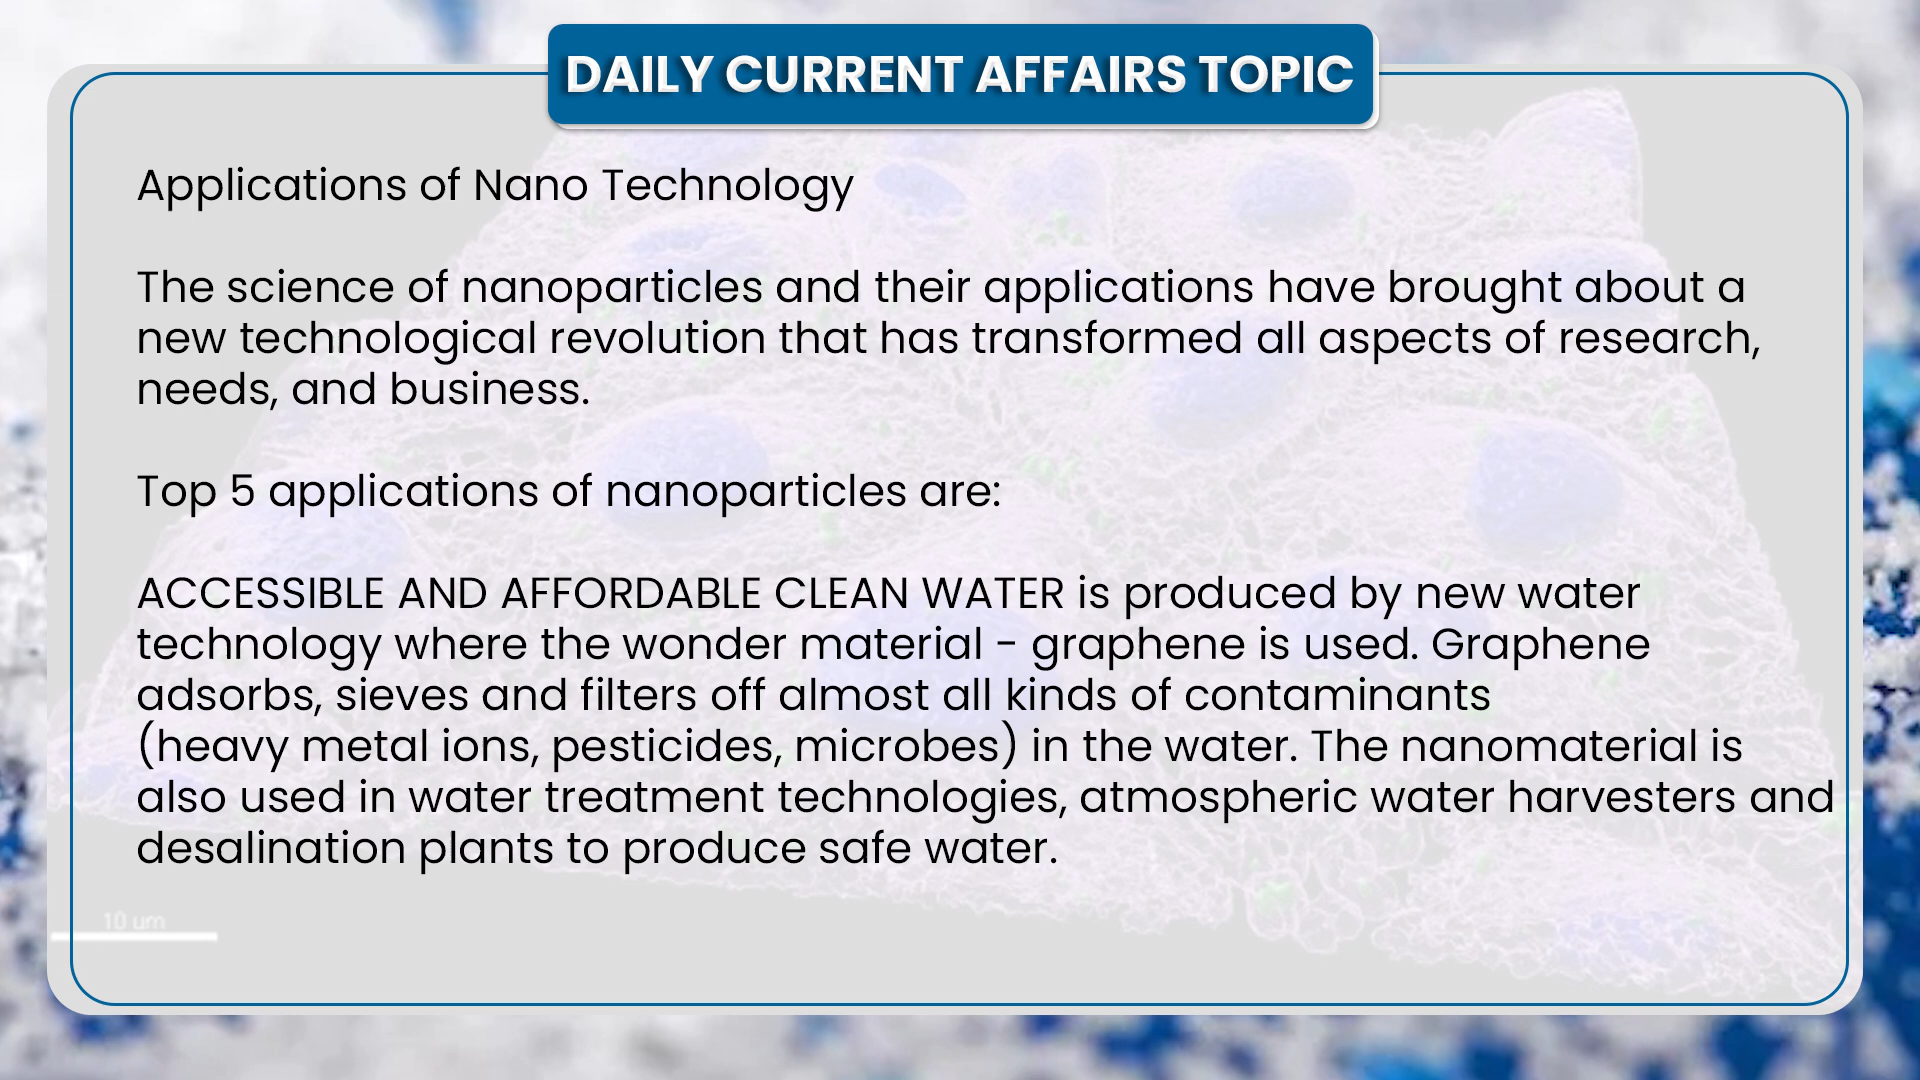 DAILY CURRENT AFFAIRS TOPIC
Applications of Nano Technology
The science of nanoparticles and their applications have brought about a
new technological revolution that has transformed all aspects of research,
needs, and business.
Top 5 applications of nanoparticles are:
ACCESSIBLE AND AFFORDABLE CLEAN WATER is produced by new water
technology where the wonder material - graphene is used. Graphene
adsorbs, sieves and filters off almost all kinds of contaminants
(heavy metal ions, pesticides, microbes) in the water. The nanomaterial is
also used in water treatment technologies, atmospheric water harvesters and
desalination plants to produce safe water.
10 um